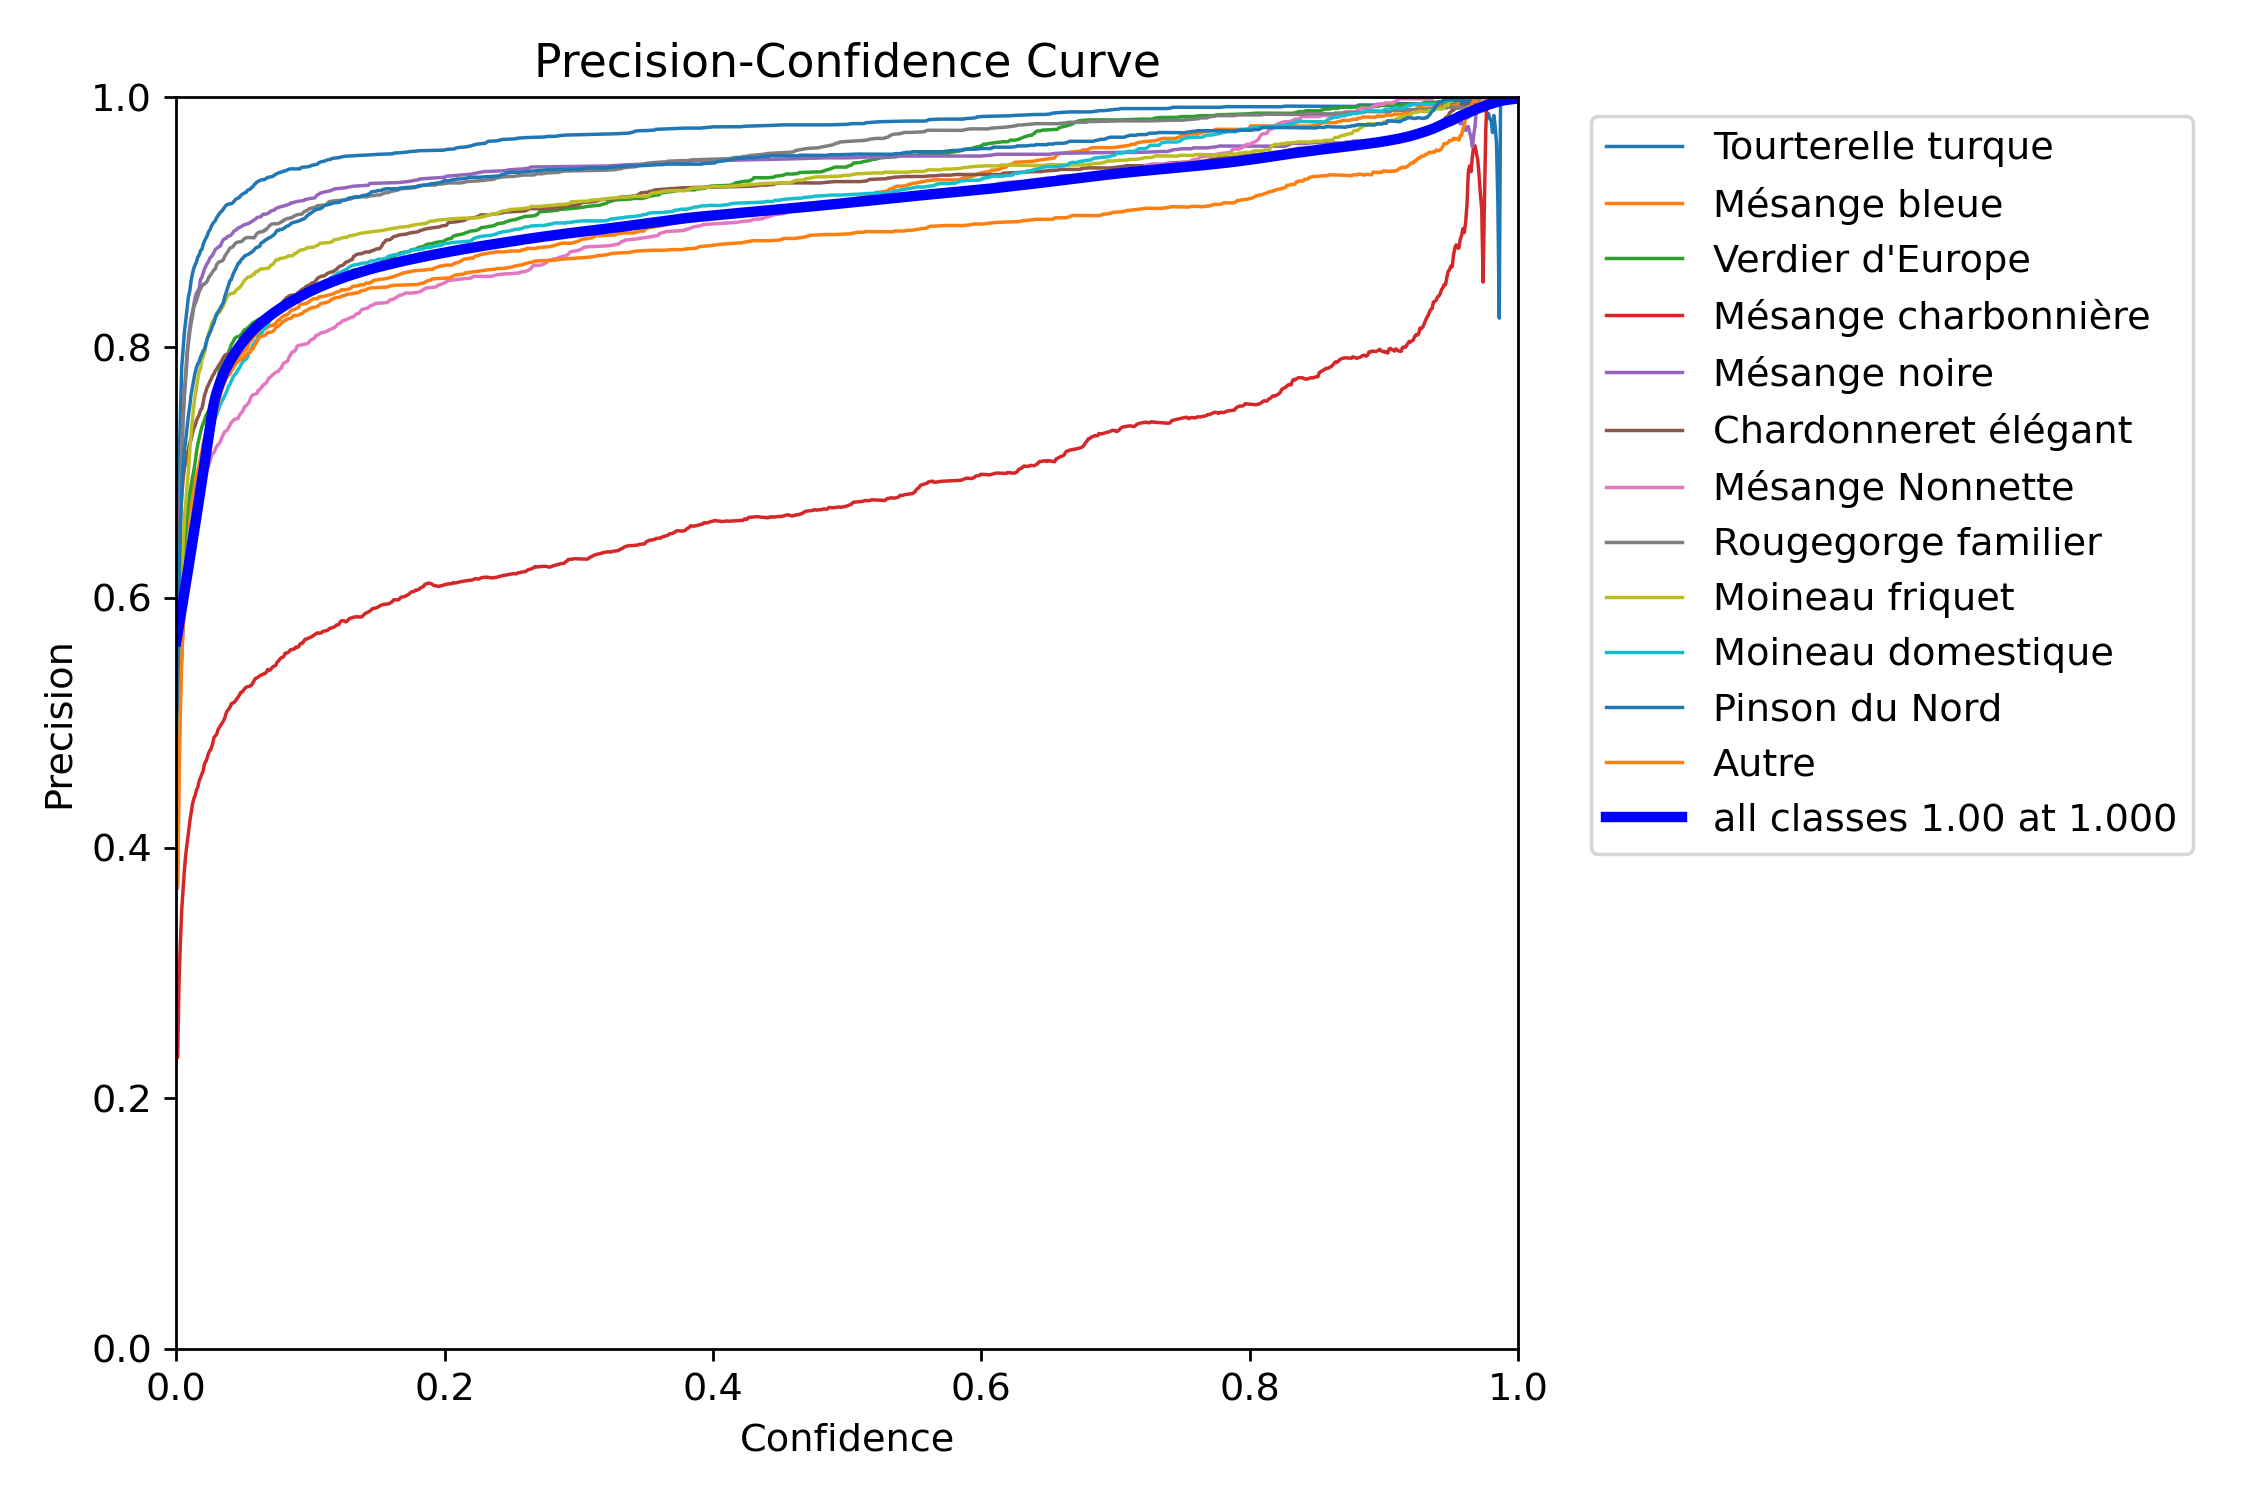 Precision-Confidence Curve
1.0
0.8
0.6
0.4
0.2
0.0
Precision
0.0 0.2 0.4 0.6 0.8 1.0
Confidence
Tourterelle turque
Mésange bleue
Verdier d'Europe
Mésange charbonnière
Mésange noire
Chardonneret élégant
Mésange Nonnette
Rougegorge familier
Moineau friquet
Moineau domestique
Pinson du Nord
Autre
all classes 1.00 at 1.000